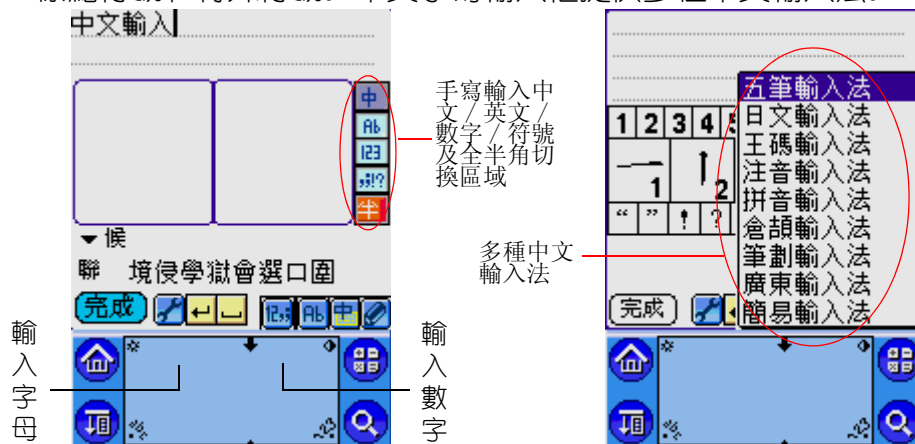 中文輸入
中
Ab
123
,;!?
半
手寫輸入中
文/英文/
數字/符號
及全半角切
換區域
候
聯 境侵學獄會選口圍
完成
Ab
中
輸入字母
輸入數字
1 2 3 4
1 2
“ ” ! ?
五筆輸入法
日文輸入法
王碼輸入法
注音輸入法
拼音輸入法
倉頡輸入法
筆劃輸入法
廣東輸入法
簡易輸入法
多種中文
輸入法
完成